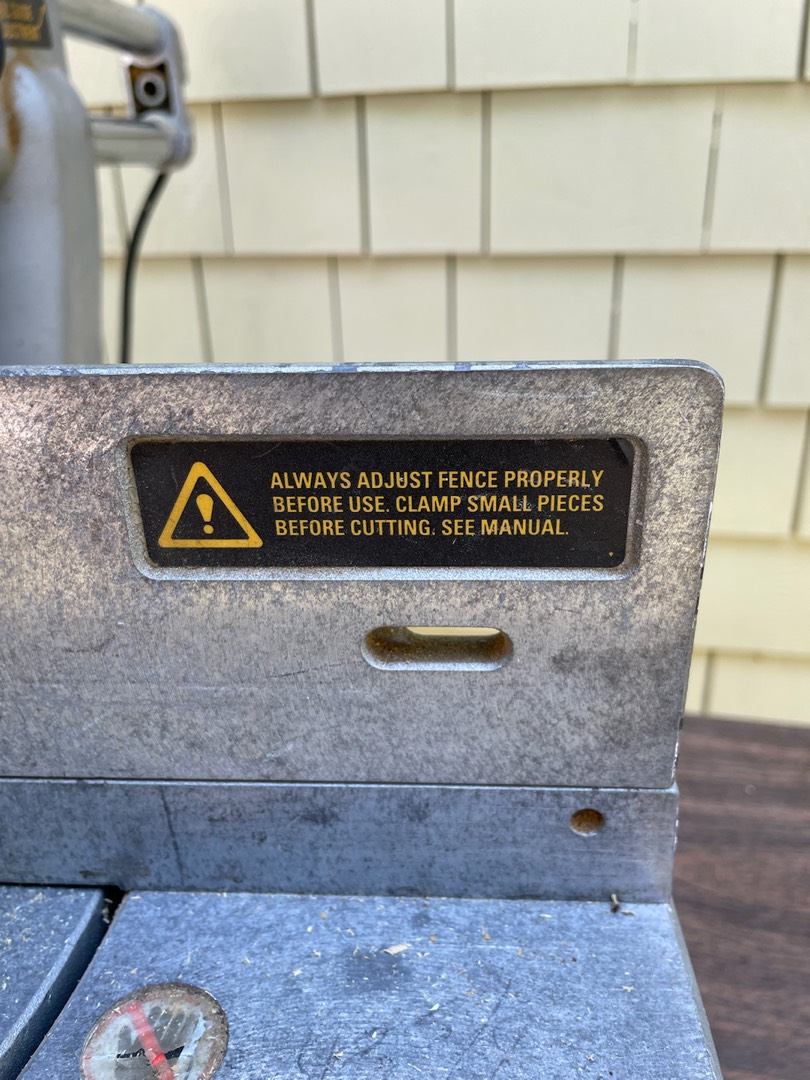 ALWAYS ADJUST FENCE PROPERLY
BEFORE USE. CLAMP SMALL PIECES
BEFORE CUTTING. SEE MANUAL.